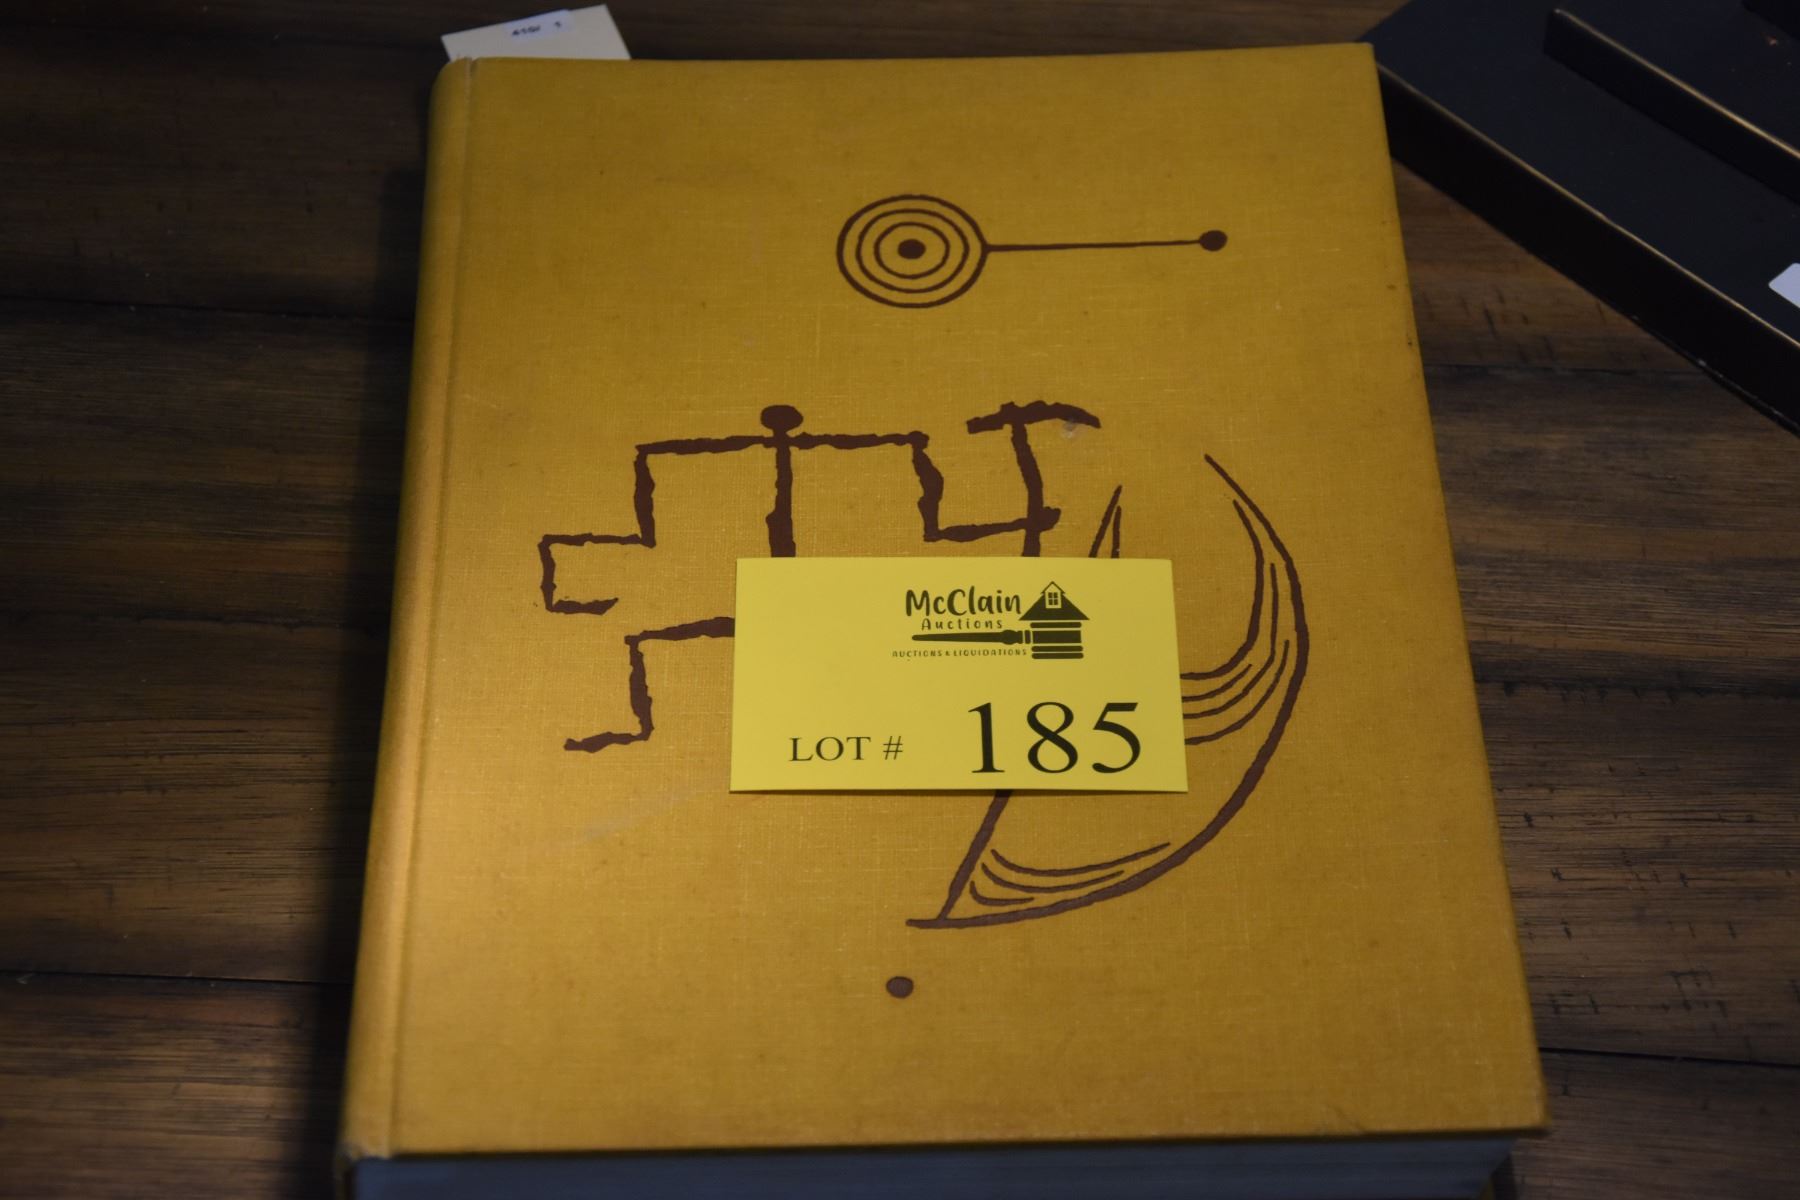 McClain
Auctions
AUCTIONS & LIQUIDATIONS
LOT # 185